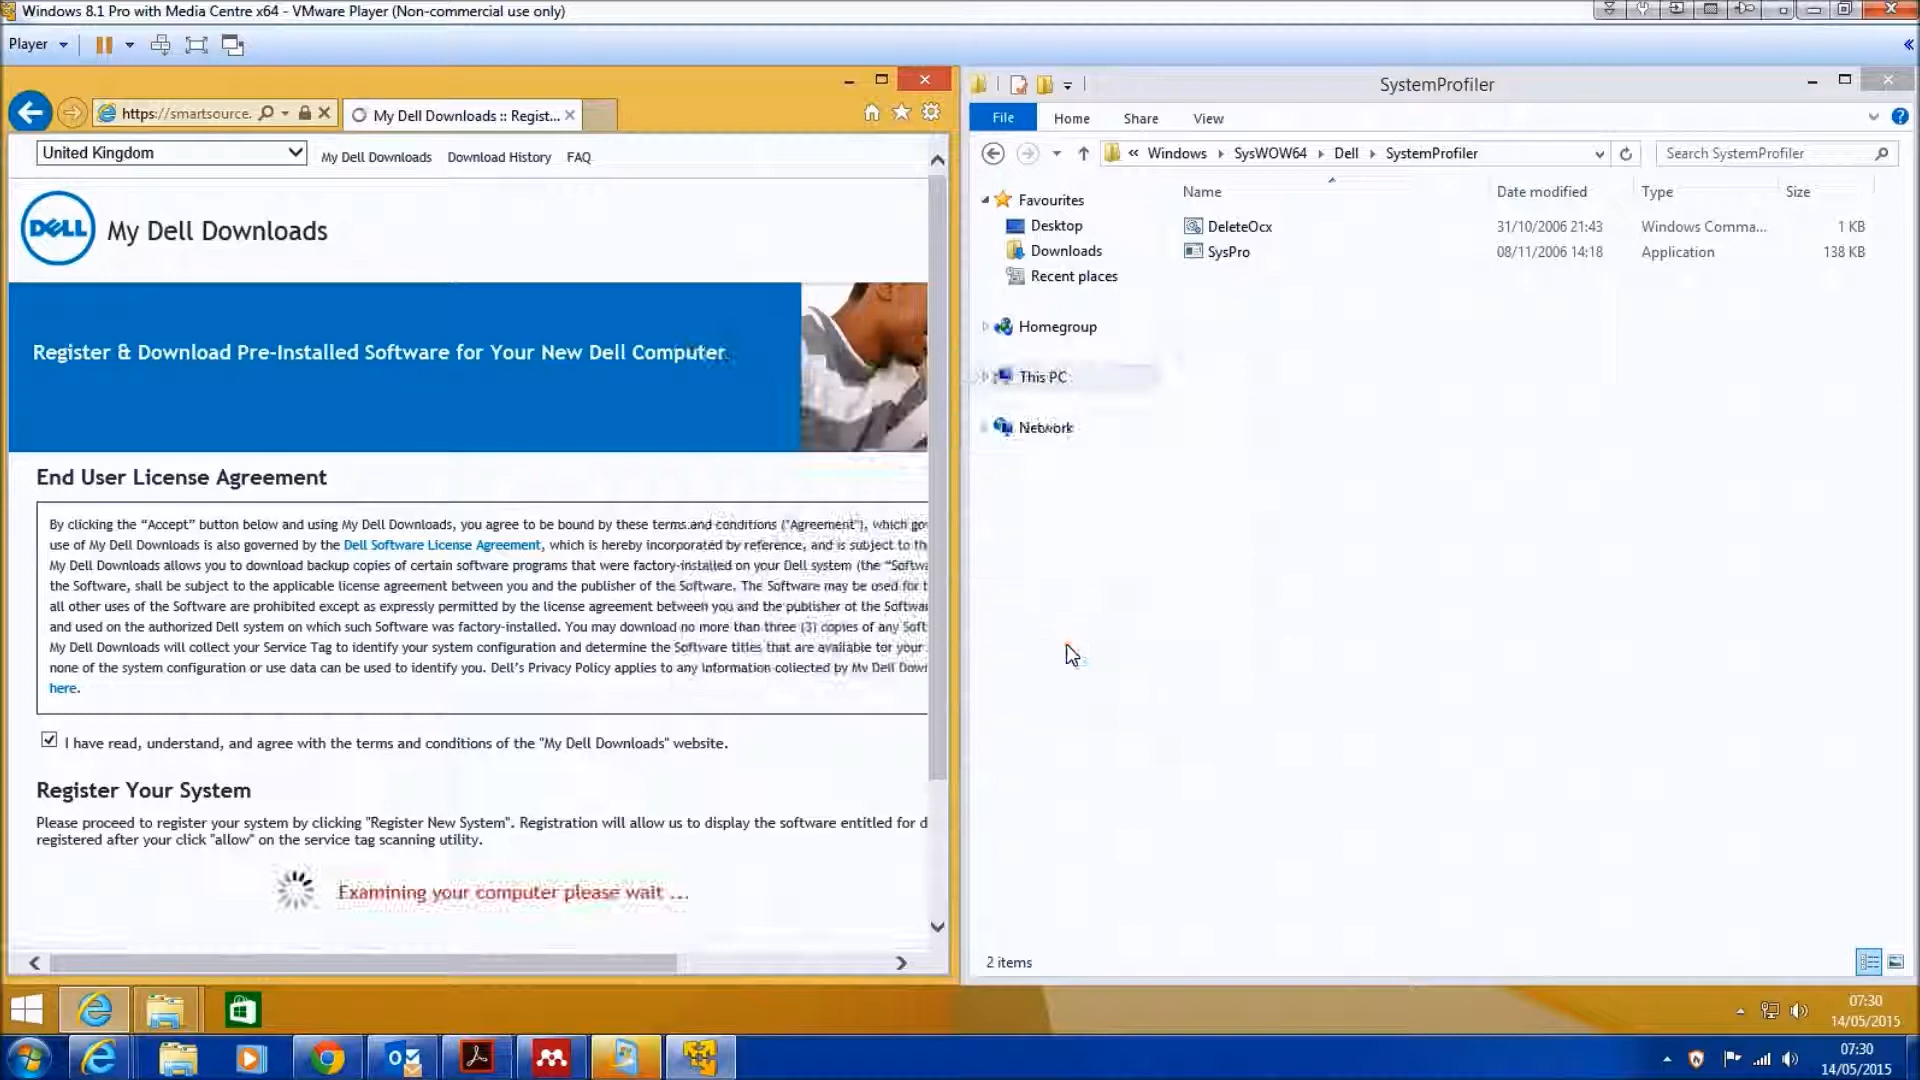 Windows 8.1 Pro with Media Centre x64 - VMware Player (Non-commercial use only)
Player
https://smartsource.
My Dell Downloads :: Regist...
United Kingdom
My Dell Downloads
Download History
FAQ
DELL
My Dell Downloads
Register & Download Pre-Installed Software for Your New Dell Computer
End User License Agreement
By clicking the “Accept” button below and using My Dell Downloads, you agree to be bound by these terms and conditions ("Agreement"), which go
use of My Dell Downloads is also governed by the Dell Software License Agreement, which is hereby incorporated by reference, and is subject to th
My Dell Downloads allows you to download backup copies of certain software programs that were factory-installed on your Dell system (the “Softwa
the Software, shall be subject to the applicable license agreement between you and the publisher of the Software. The Software may be used for t
all other uses of the Software are prohibited except as expressly permitted by the license agreement between you and the publisher of the Softwar
and used on the authorized Dell system on which such Software was factory-installed. You may download no more than three (3) copies of any Soft
My Dell Downloads will collect your Service Tag to identify your system configuration and determine the Software titles that are available for your
none of the system configuration or use data can be used to identify you. Dell's Privacy Policy applies to any information collected by My Dell Down
here.
I have read, understand, and agree with the terms and conditions of the "My Dell Downloads" website.
Register Your System
Please proceed to register your system by clicking "Register New System". Registration will allow us to display the software entitled for d
registered after your click "allow" on the service tag scanning utility.
Examining your computer please wait ...
SystemProfiler
File
Home
Share
View
« Windows
SysWOW64
Dell
SystemProfiler
Search SystemProfiler
Name
Date modified
Type
Size
Favourites
Desktop
Downloads
Recent places
Homegroup
This PC
Network
DeleteOcx
31/10/2006 21:43
Windows Comma...
1 KB
SysPro
08/11/2006 14:18
Application
138 KB
2 items
07:30
14/05/2015
07:30
14/05/2015